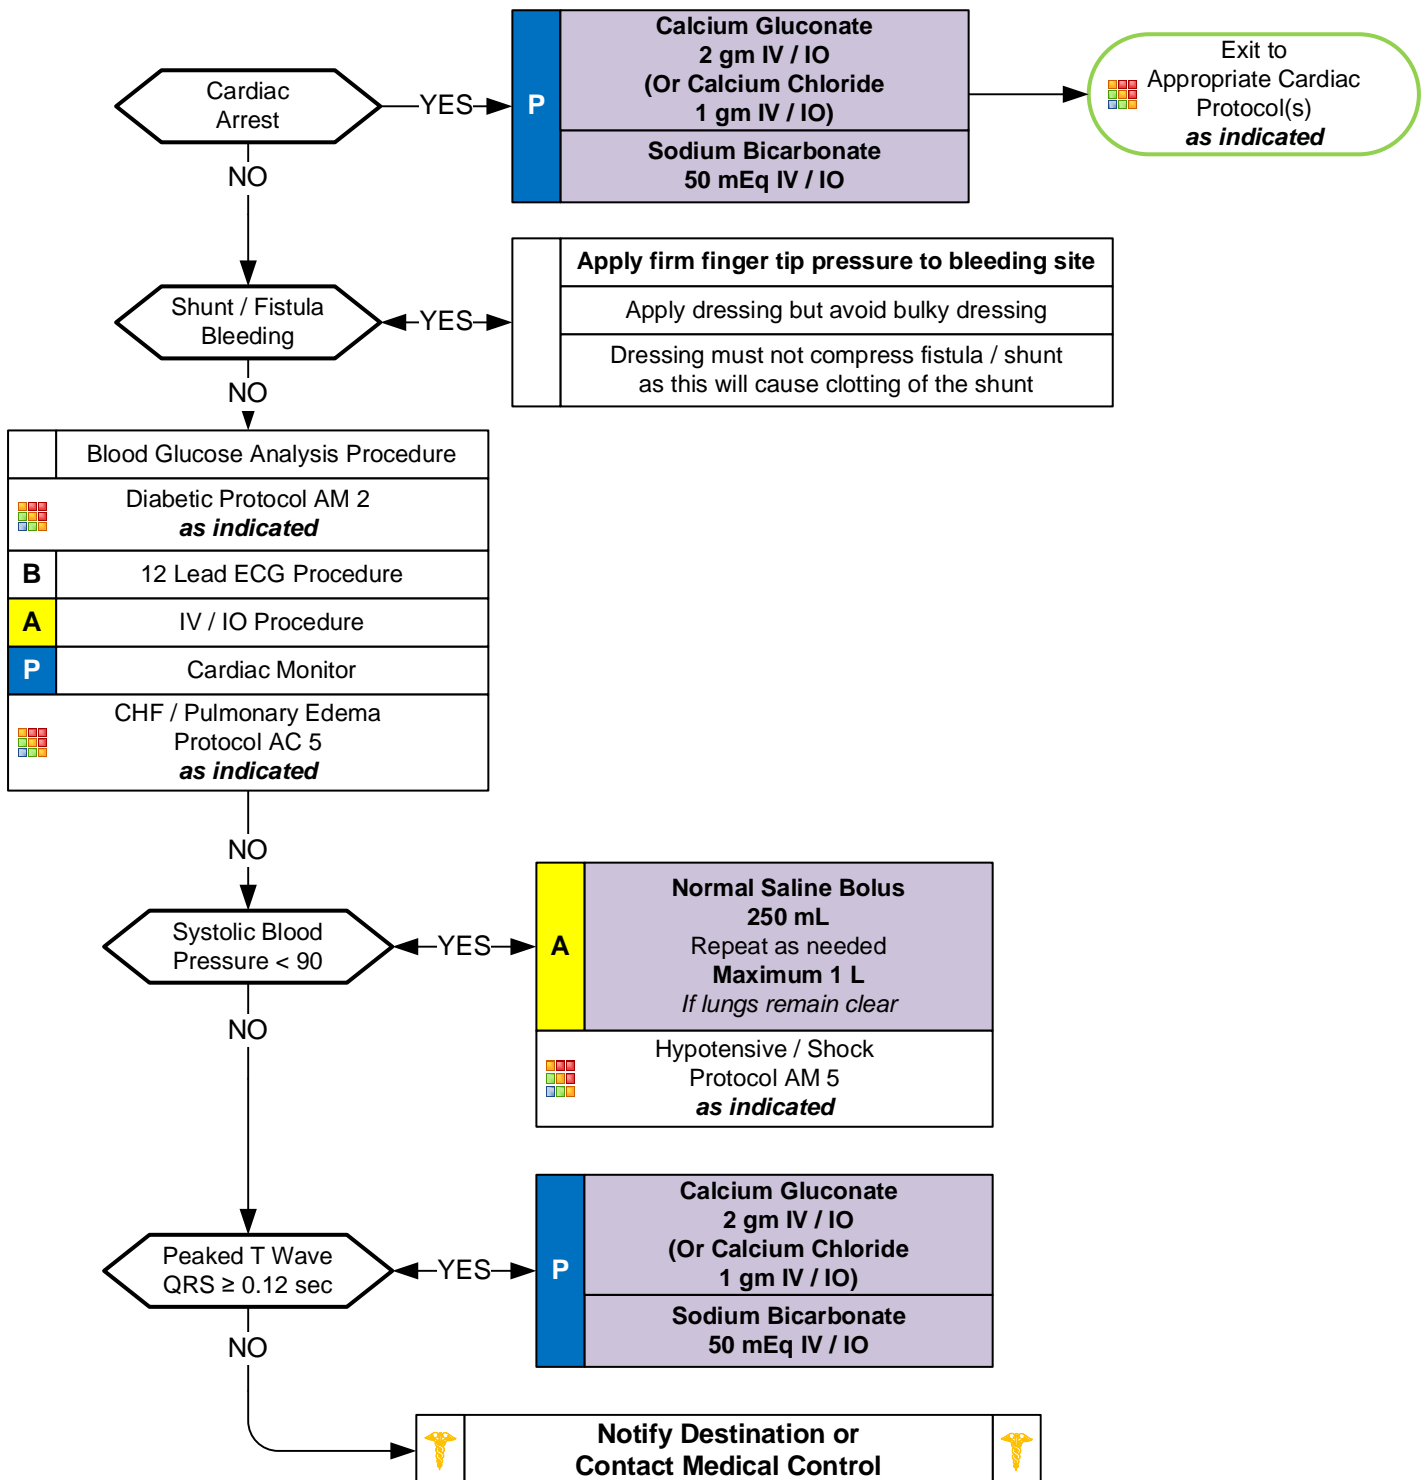 Cardiac
Arrest
YES
P
Calcium Gluconate
2 gm IV / IO
(Or Calcium Chloride
1 gm IV / IO)
Sodium Bicarbonate
50 mEq IV / IO
Exit to
Appropriate Cardiac
Protocol(s)
as indicated
NO
Shunt / Fistula
Bleeding
YES
Apply firm finger tip pressure to bleeding site
Apply dressing but avoid bulky dressing
Dressing must not compress fistula / shunt
as this will cause clotting of the shunt
NO
Blood Glucose Analysis Procedure
Diabetic Protocol AM 2
as indicated
B
12 Lead ECG Procedure
A
IV / IO Procedure
P
Cardiac Monitor
CHF / Pulmonary Edema
Protocol AC 5
as indicated
NO
Systolic Blood
Pressure < 90
YES
A
Normal Saline Bolus
250 mL
Repeat as needed
Maximum 1 L
If lungs remain clear
Hypotensive / Shock
Protocol AM 5
as indicated
NO
Peaked T Wave
QRS ≥ 0.12 sec
YES
P
Calcium Gluconate
2 gm IV / IO
(Or Calcium Chloride
1 gm IV / IO)
Sodium Bicarbonate
50 mEq IV / IO
NO
Notify Destination or
Contact Medical Control